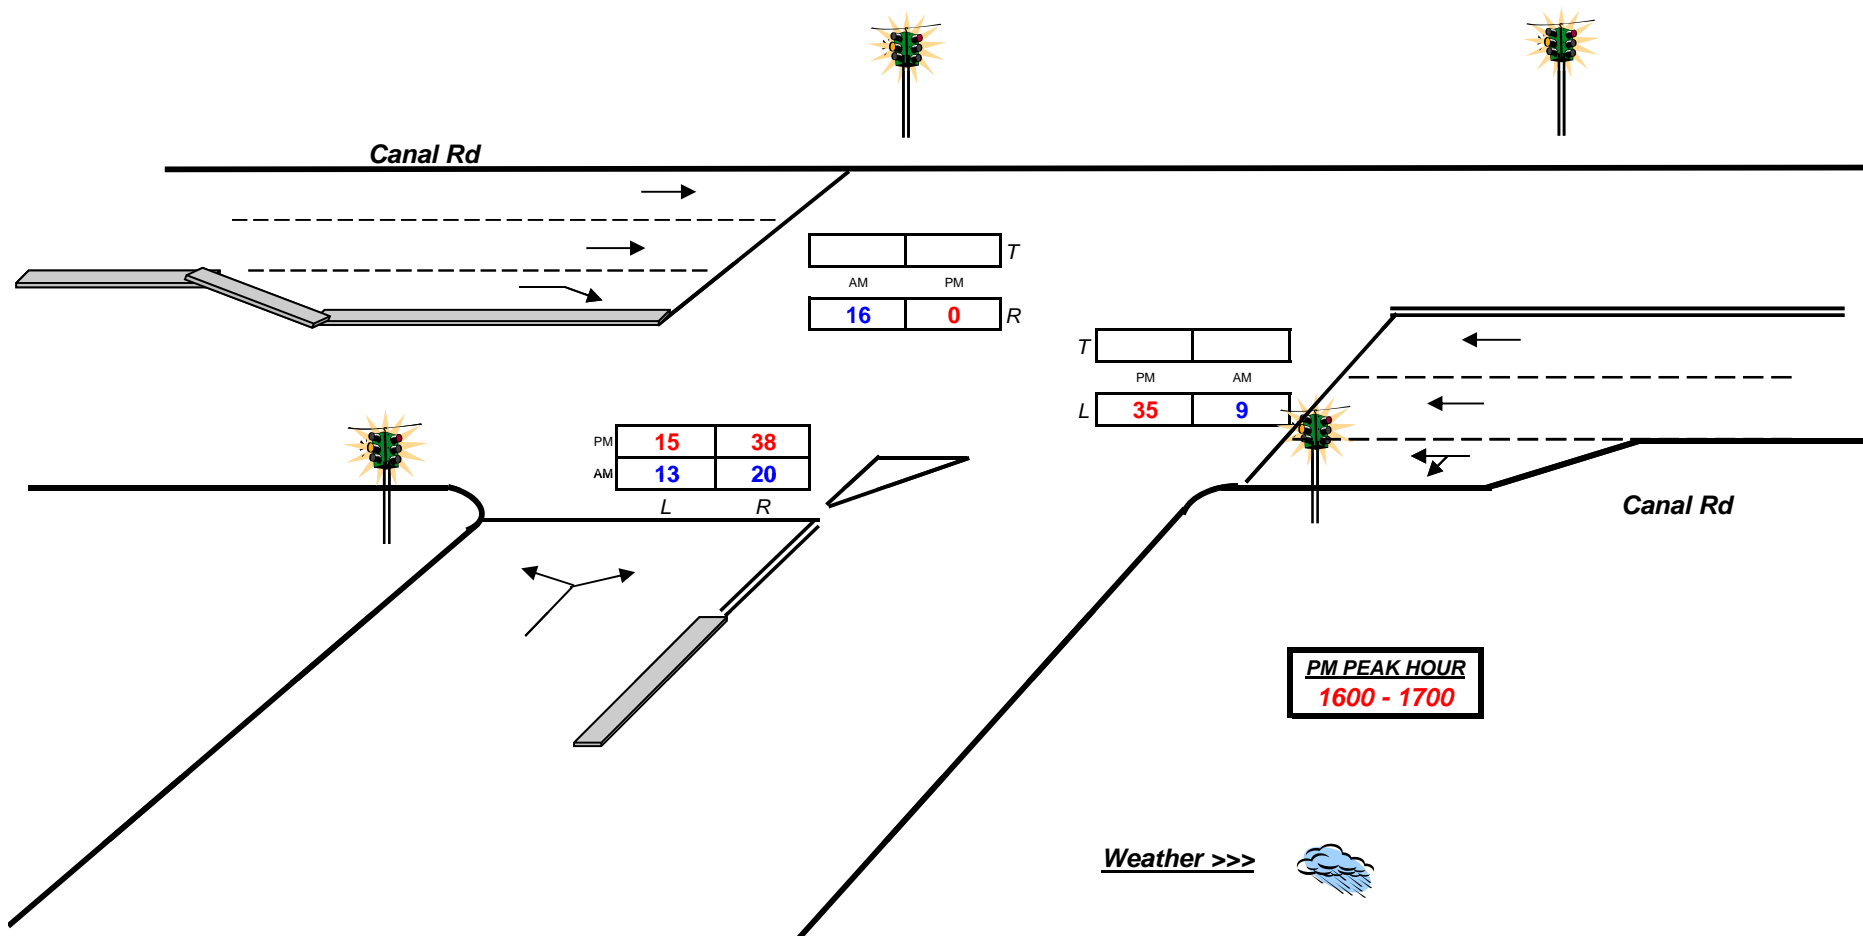 Canal Rd
T
AM PM
16 0 R
T
PM AM
L 35 9
PM 15 38
AM 13 20
L R
Canal Rd
PM PEAK HOUR
1600 - 1700
Weather >>>